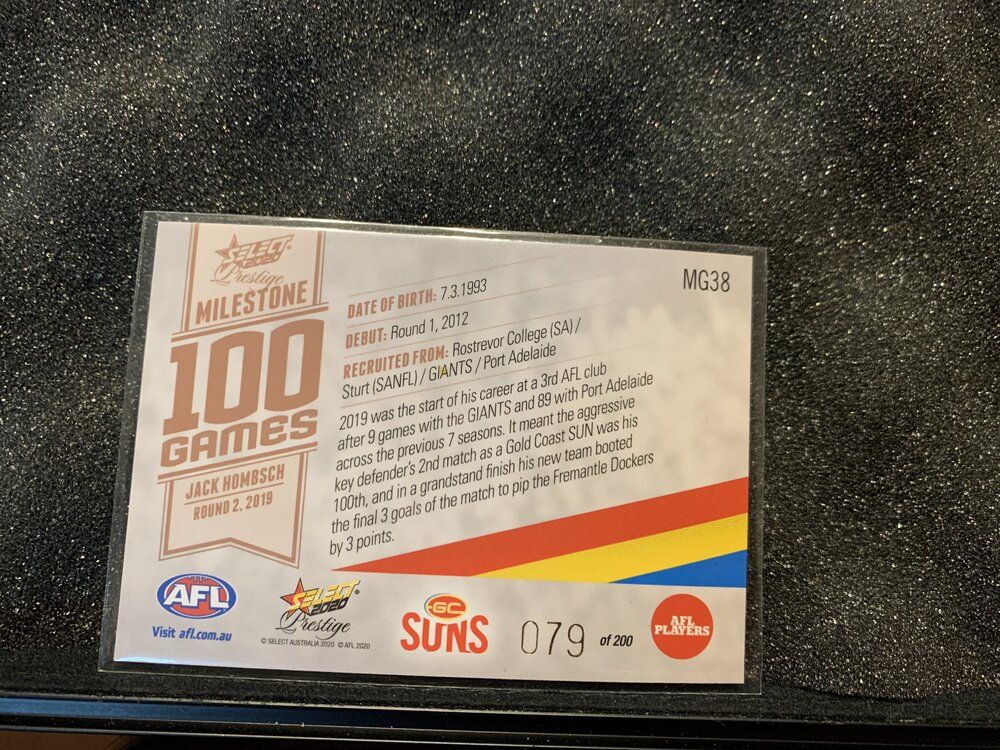 SELECT
2020
Prestige
MILESTONE
100
GAMES
JACK HOMBSCH
ROUND 2, 2019
MG38
DATE OF BIRTH: 7.3.1993
DEBUT: Round 1, 2012
RECRUITED FROM: Rostrevor College (SA) /
Sturt (SANFL) / GIANTS / Port Adelaide
2019 was the start of his career at a 3rd AFL club
after 9 games with the GIANTS and 89 with Port Adelaide
across the previous 7 seasons. It meant the aggressive
key defender's 2nd match as a Gold Coast SUN was his
100th, and in a grandstand finish his new team booted
the final 3 goals of the match to pip the Fremantle Dockers
by 3 points.
AFL
Visit afl.com.au
SELECT
2020
Prestige
© SELECT AUSTRALIA 2020 © AFL 2020
GC
SUNS
079 of 200
AFL
PLAYERS